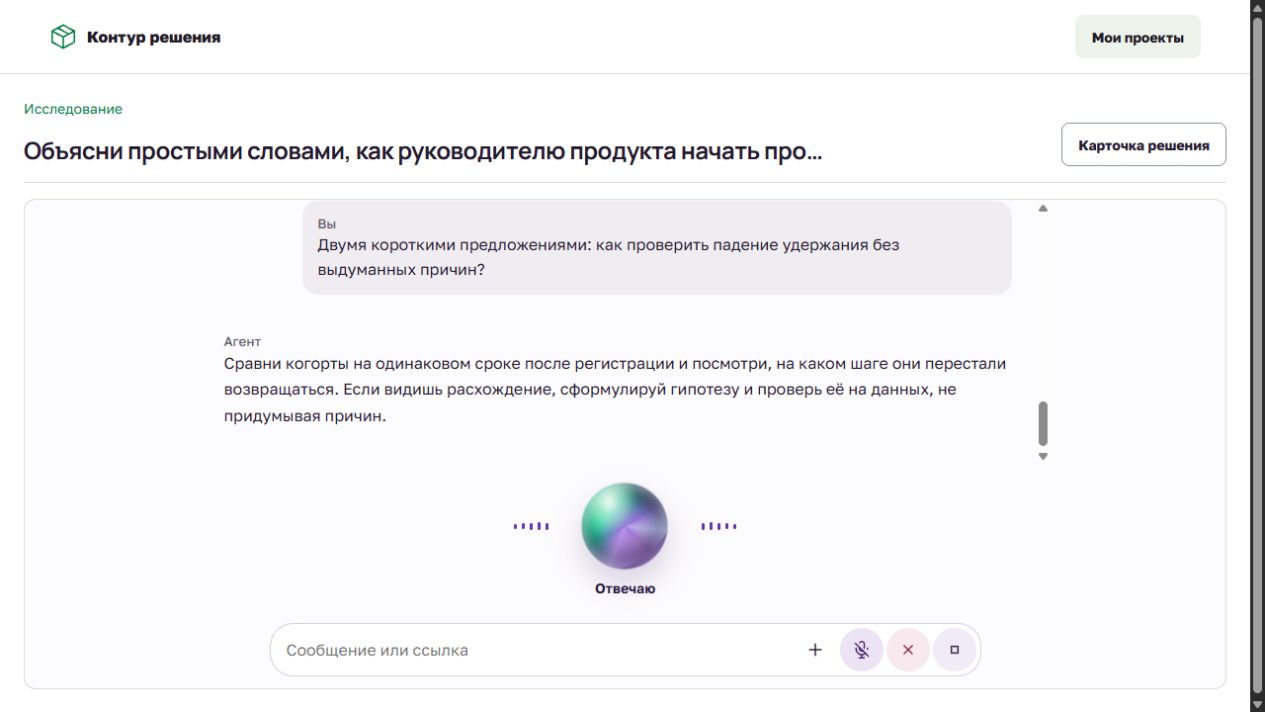 Контур решения
Мои проекты
Исследование
Объясни простыми словами, как руководителю продукта начать про...
Карточка решения
Вы
Двумя короткими предложениями: как проверить падение удержания без
выдуманных причин?
Агент
Сравни когорты на одинаковом сроке после регистрации и посмотри, на каком шаге они перестали
возвращаться. Если видишь расхождение, сформулируй гипотезу и проверь её на данных, не
придумывая причин.
Отвечаю
Сообщение или ссылка